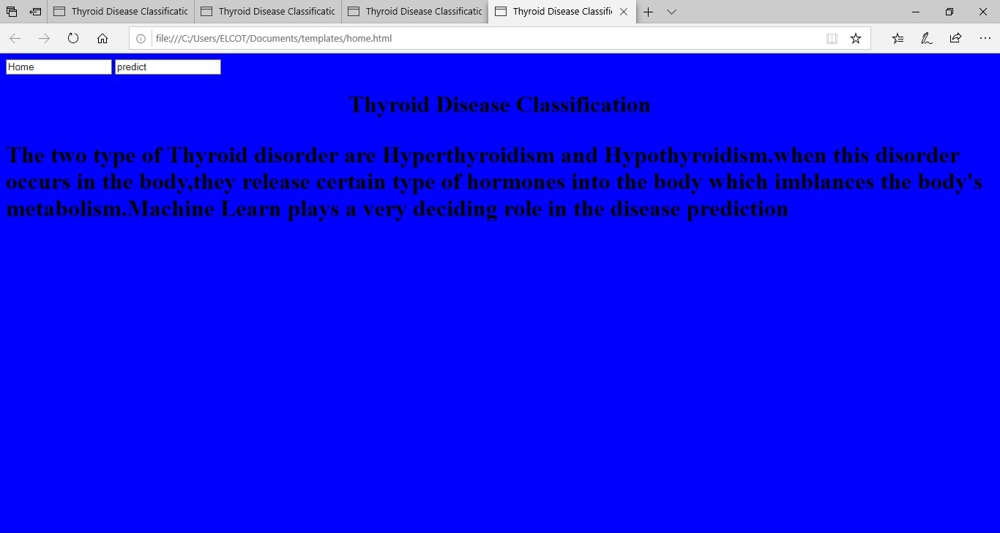 Thyroid Disease Classificatic
Thyroid Disease Classificatic
Thyroid Disease Classificatic
Thyroid Disease Classifi
file:///C:/Users/ELCOT/Documents/templates/home.html
Home
predict
Thyroid Disease Classification
The two type of Thyroid disorder are Hyperthyroidism and Hypothyroidism.when this disorder
occurs in the body,they release certain type of hormones into the body which imblances the body's
metabolism.Machine Learn plays a very deciding role in the disease prediction